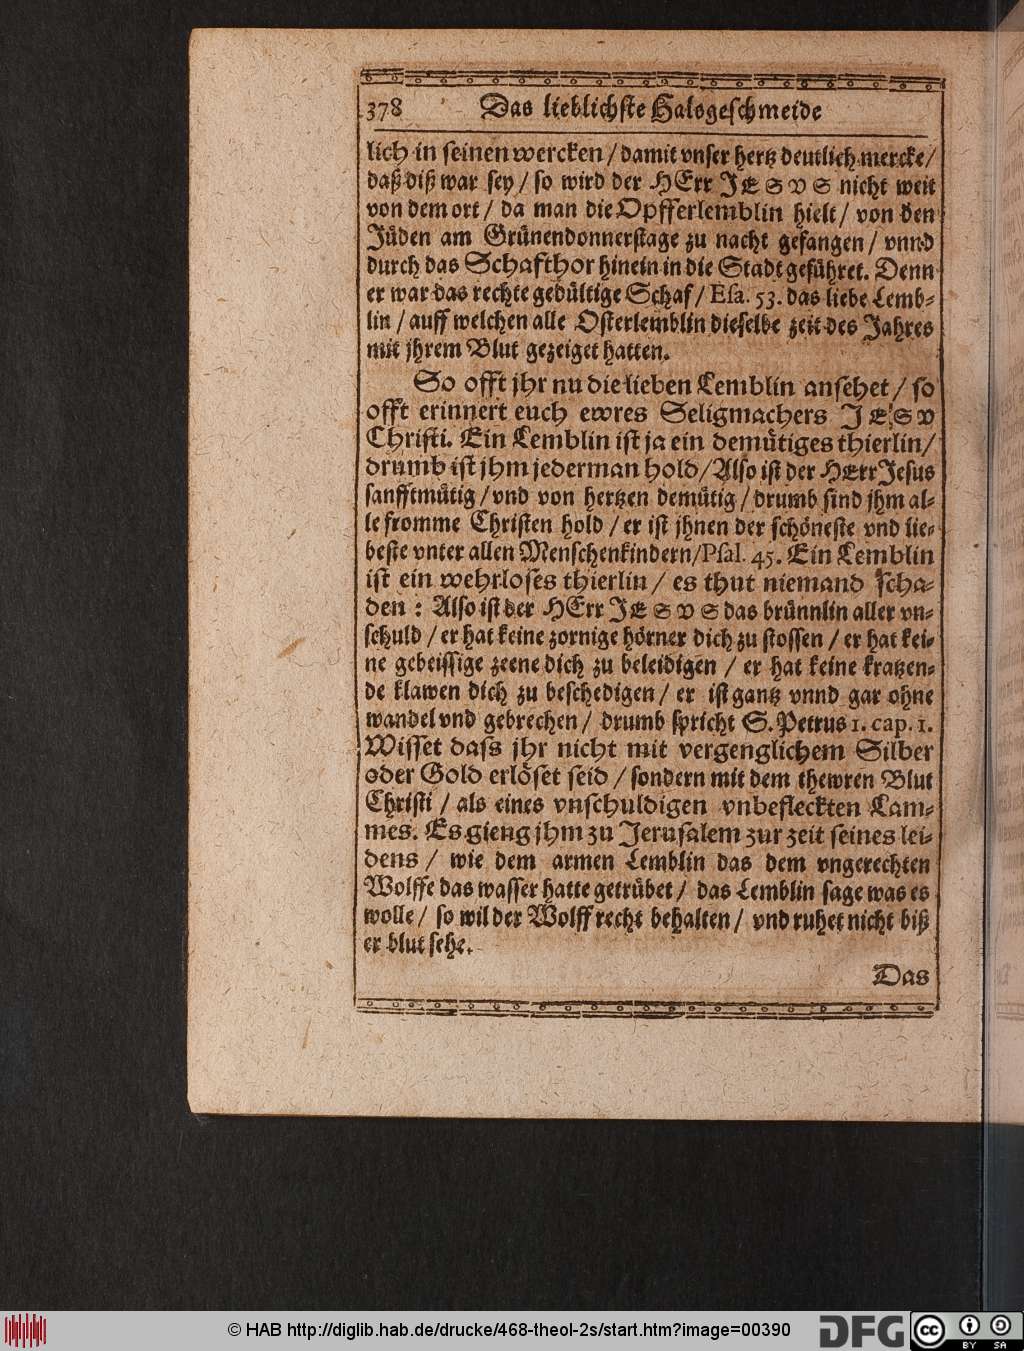 378 Das lieblichste Halsgeschmeide
lich in seinen wercken / damit vnser hertz deutlich mercke /
daß diß war sey / so wird der HErr JESVS nicht weit
von dem ort / da man die Opfferlemblin hielt / von den
Jüden am Grünendonnerstage zu nacht gefangen / vnnd
durch das Schafthor hinein in die Stadt geführet. Denn
er war das rechte gedültige Schaf / Esa. 53. das liebe Lemb-
lin / auff welchen alle Osterlemblin dieselbe zeit des Jahres
mit jhrem Blut gezeiget hatten.
So offt jhr nu die lieben Lemblin ansehet / so
offt erinnert euch ewres Seligmachers JESV
Christi. Ein Lemblin ist ja ein demütiges thierlin /
drumb ist jhm jederman hold / Also ist der HErr Jesus
sanfftmütig / vnd von hertzen demütig / drumb sind jhm al-
le fromme Christen hold / er ist jhnen der schöneste vnd lie-
beste vnter allen Menschenkindern / Psal. 45. Ein Lemblin
ist ein wehrloses thierlin / es thut niemand scha-
den : Also ist der HErr JESVS das brünnlin aller vn-
schuld / er hat keine zornige hörner dich zu stossen / er hat kei-
ne gebeissige zeene dich zu beleidigen / er hat keine kratzen-
de klawen dich zu beschedigen / er ist gantz vnnd gar ohne
wandel vnd gebrechen / drumb spricht S. Petrus 1. cap. 1.
Wisset dass jhr nicht mit vergenglichem Silber
oder Gold erlöset seid / sondern mit dem thewren Blut
Christi / als eines vnschuldigen vnbefleckten Lam-
mes. Es gieng jhm zu Jerusalem zur zeit seines lei-
dens / wie dem armen Lemblin das dem vngerechten
Wolffe das wasser hatte getrübet / das Lemblin sage was es
wolle / so wil der Wolff recht behalten / vnd ruhet nicht biß
er blut sehe.
Das
© HAB http://diglib.hab.de/drucke/468-theol-2s/start.htm?image=00390
DFG
cc BY SA